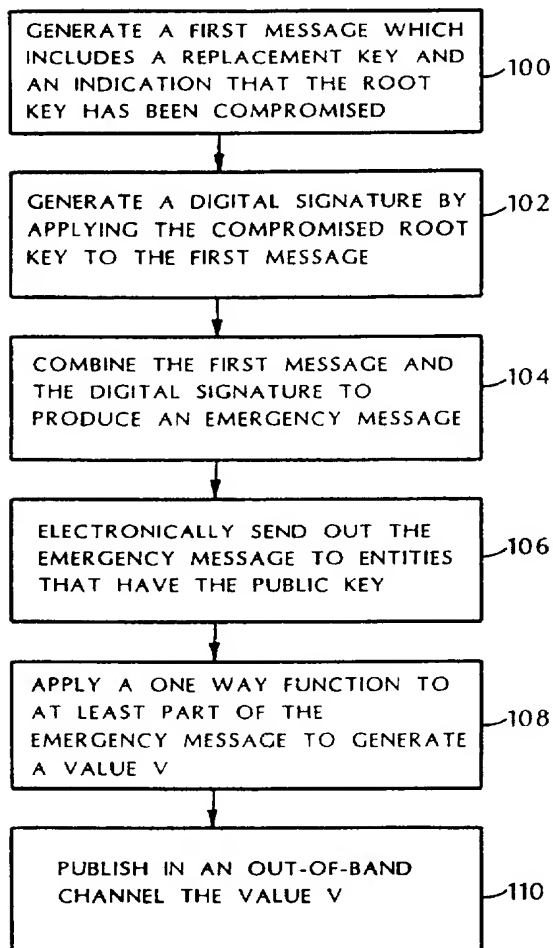 GENERATE A FIRST MESSAGE WHICH
INCLUDES A REPLACEMENT KEY AND
AN INDICATION THAT THE ROOT
KEY HAS BEEN COMPROMISED
100
GENERATE A DIGITAL SIGNATURE BY
APPLYING THE COMPROMISED ROOT
KEY TO THE FIRST MESSAGE
102
COMBINE THE FIRST MESSAGE AND
THE DIGITAL SIGNATURE TO
PRODUCE AN EMERGENCY MESSAGE
104
ELECTRONICALLY SEND OUT THE
EMERGENCY MESSAGE TO ENTITIES
THAT HAVE THE PUBLIC KEY
106
APPLY A ONE WAY FUNCTION TO
AT LEAST PART OF THE
EMERGENCY MESSAGE TO GENERATE
A VALUE V
108
PUBLISH IN AN OUT-OF-BAND
CHANNEL THE VALUE V
110